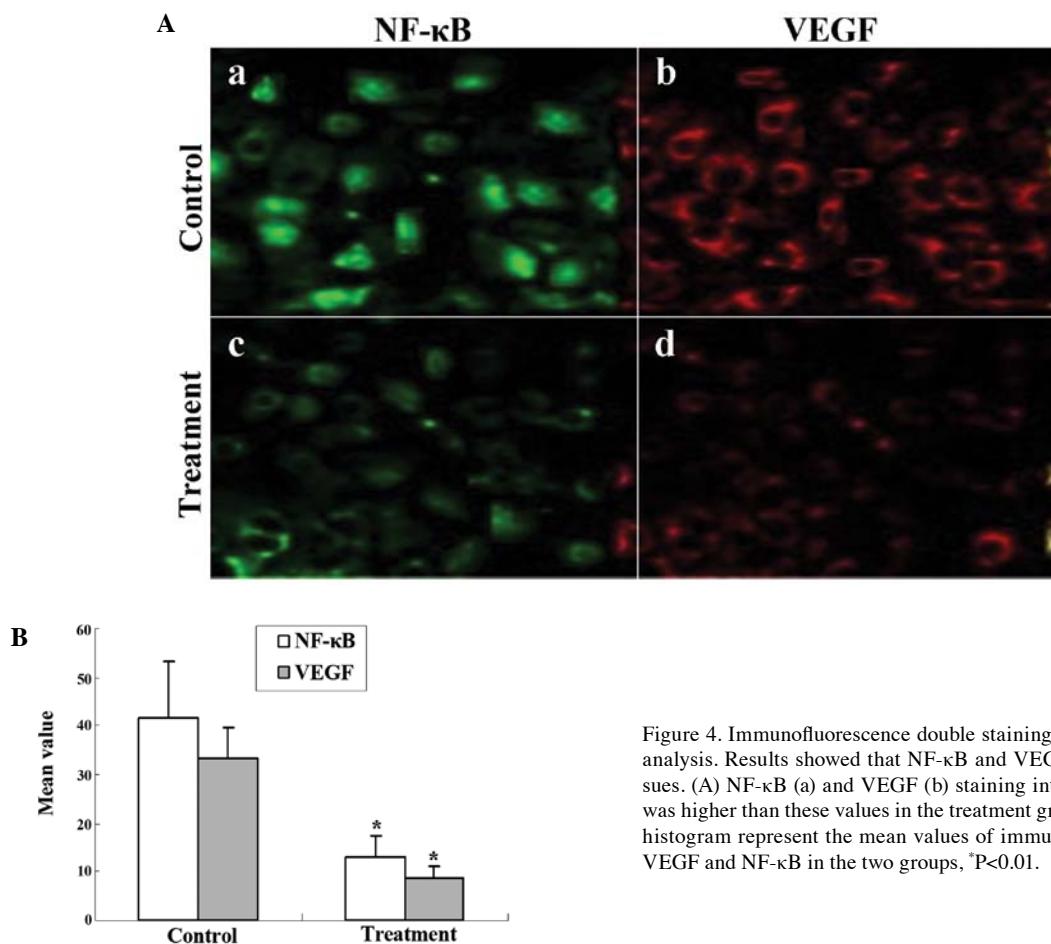 A
NF-κB VEGF
a b
Control
c d
Treatment
B
60
50
40
30
20
10
0
Mean value
NF-κB
VEGF
* *
Control Treatment
Figure 4. Immunofluorescence double staining
analysis. Results showed that NF-κB and VEG
sues. (A) NF-κB (a) and VEGF (b) staining int
was higher than these values in the treatment gr
histogram represent the mean values of immu
VEGF and NF-κB in the two groups, *P<0.01.